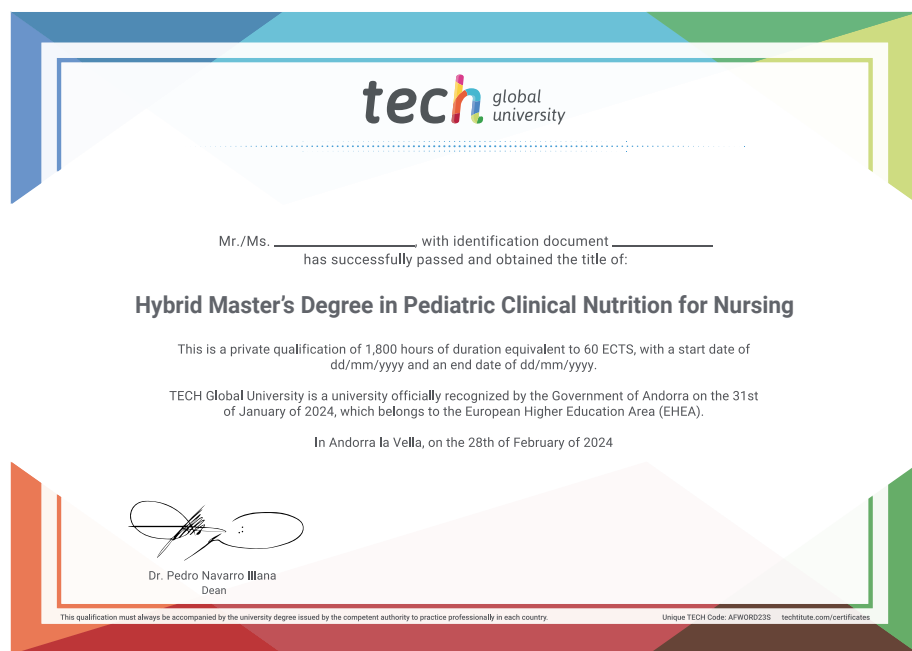 tech global
university
Mr./Ms. ____________, with identification document ____________
has successfully passed and obtained the title of:
Hybrid Master’s Degree in Pediatric Clinical Nutrition for Nursing
This is a private qualification of 1,800 hours of duration equivalent to 60 ECTS, with a start date of
dd/mm/yyyy and an end date of dd/mm/yyyy.
TECH Global University is a university officially recognized by the Government of Andorra on the 31st
of January of 2024, which belongs to the European Higher Education Area (EHEA).
In Andorra la Vella, on the 28th of February of 2024
Dr. Pedro Navarro Illana
Dean
This qualification must always be accompanied by the university degree issued by the competent authority to practice professionally in each country.
Unique TECH Code: AFWORD23S techtitute.com/certificates